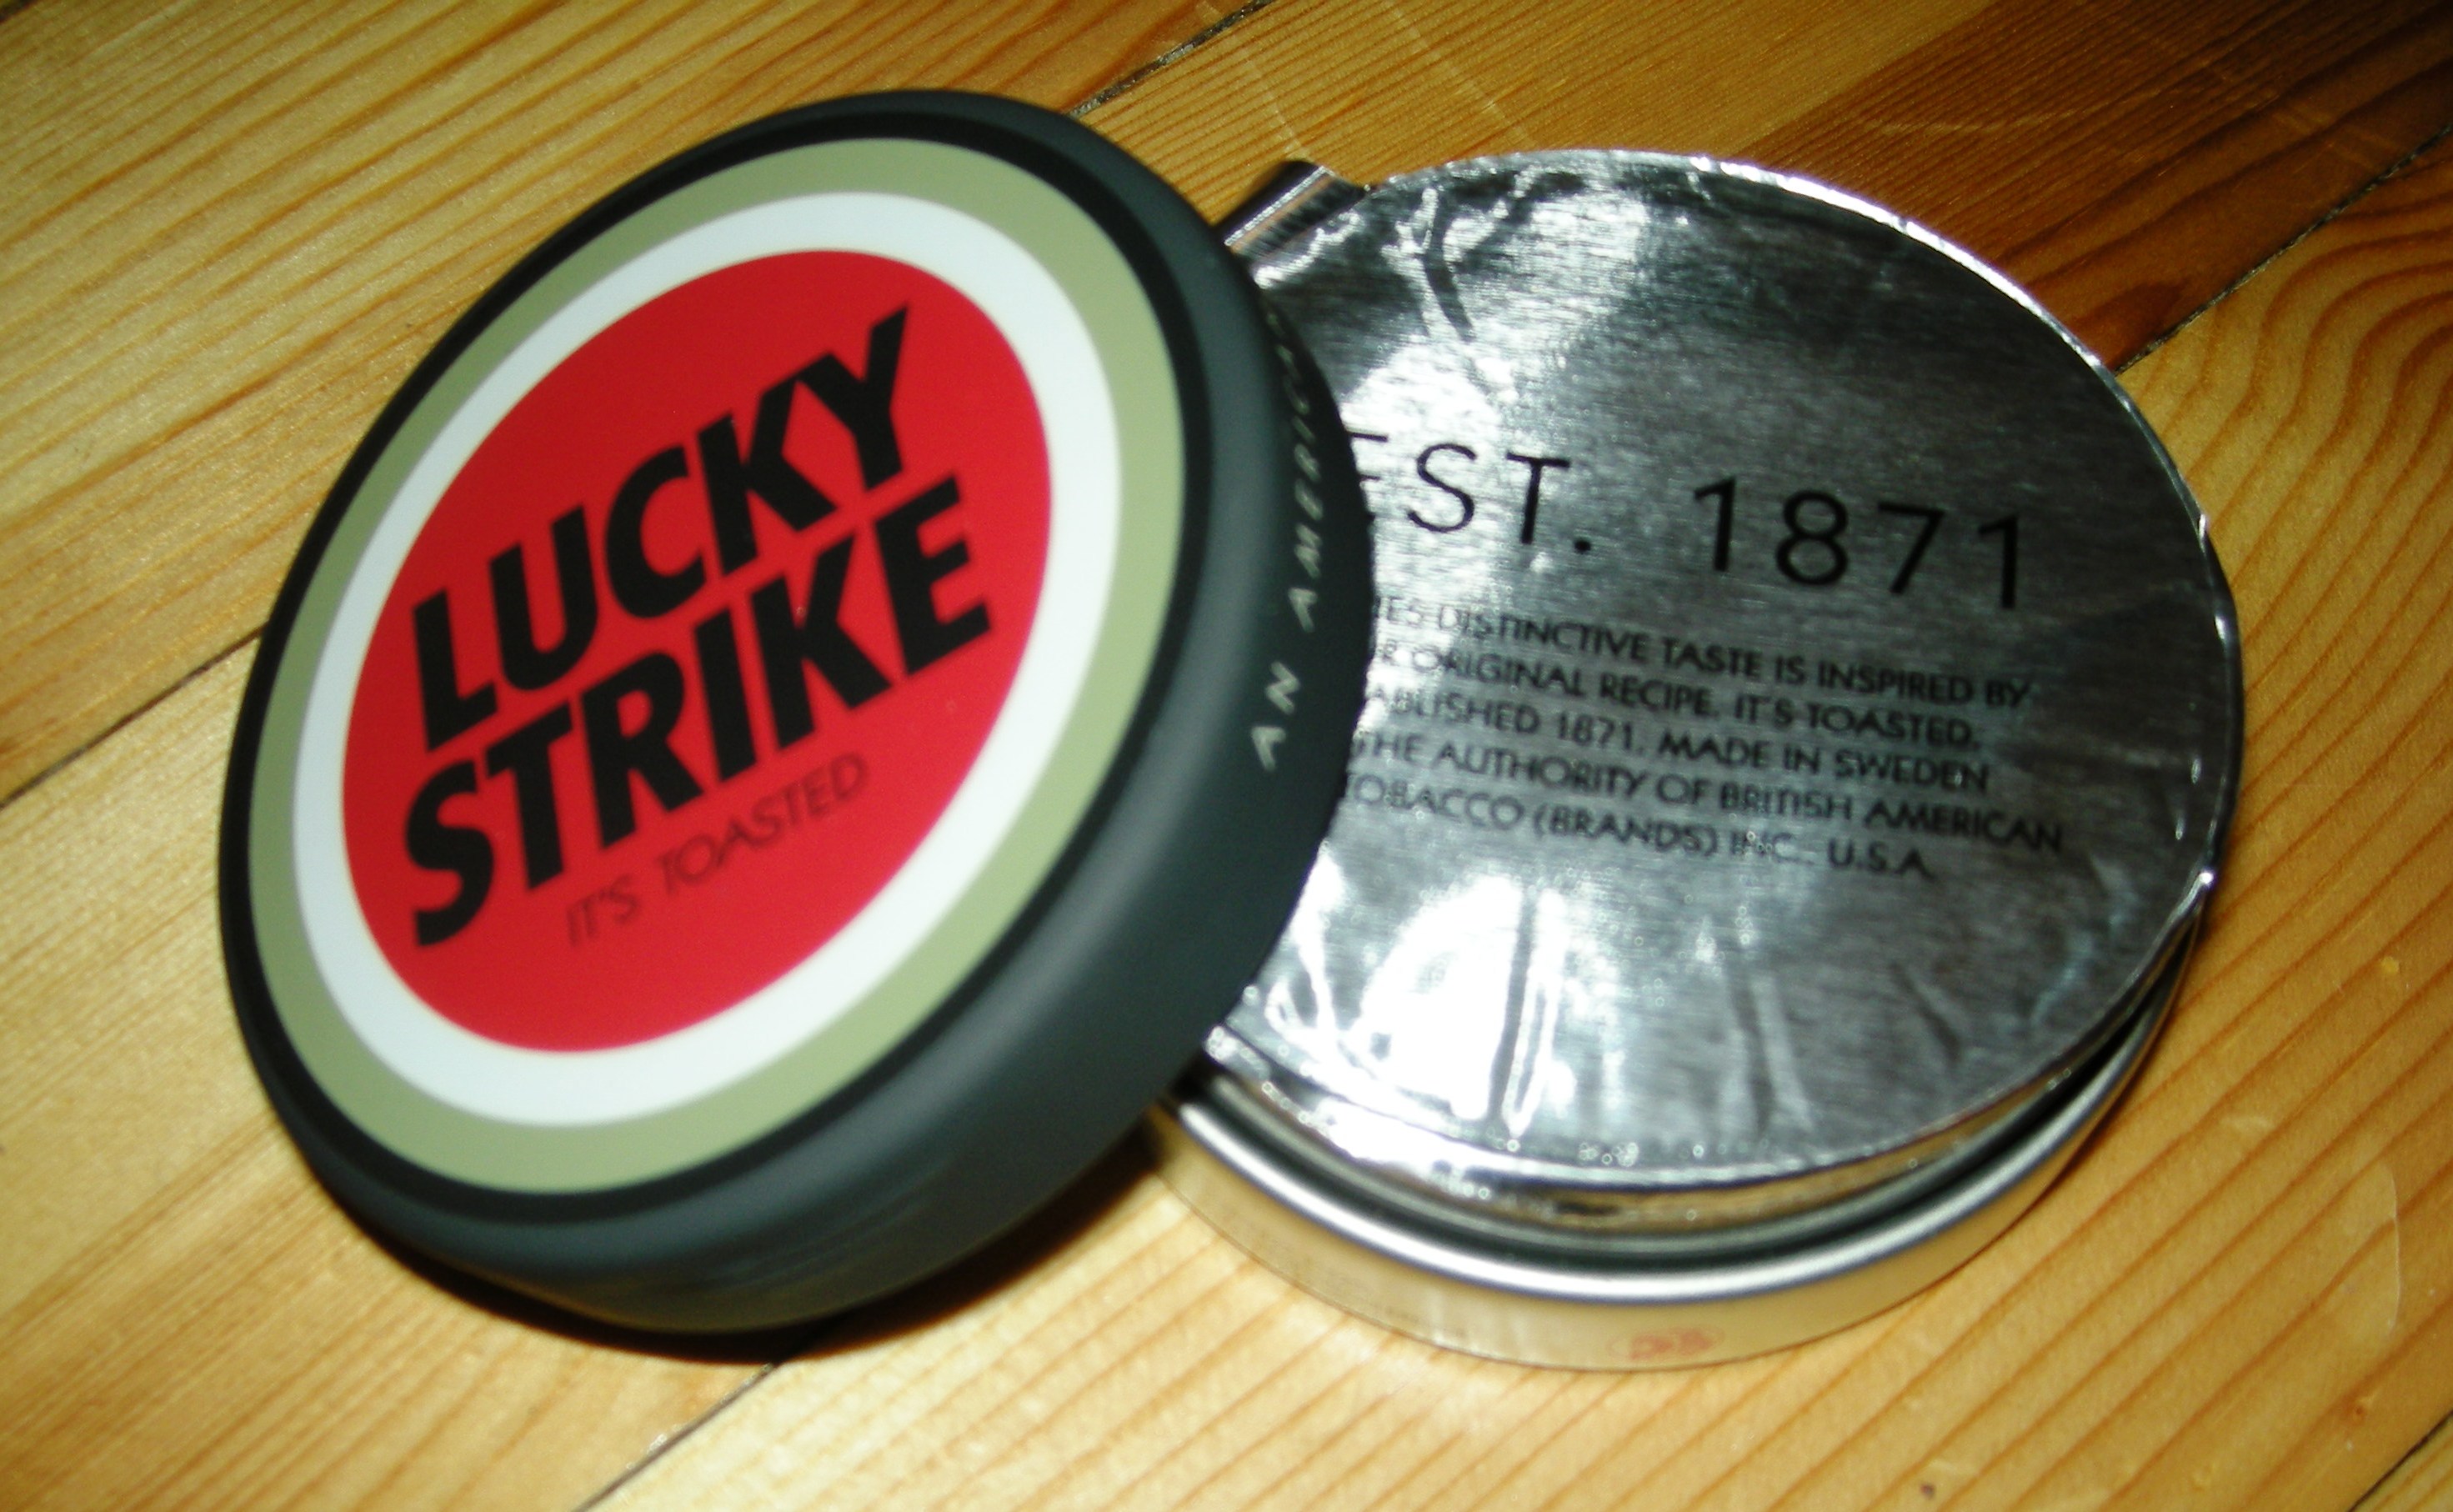 LUCKY
STRIKE
IT'S TOASTED
AN AMERICAN
EST. 1871
DISTINCTIVE TASTE IS INSPIRED BY
ORIGINAL RECIPE. IT'S TOASTED.
1871. MADE IN SWEDEN
THE AUTHORITY OF BRITISH AMERICAN
TOBACCO (BRANDS) INC., U.S.A